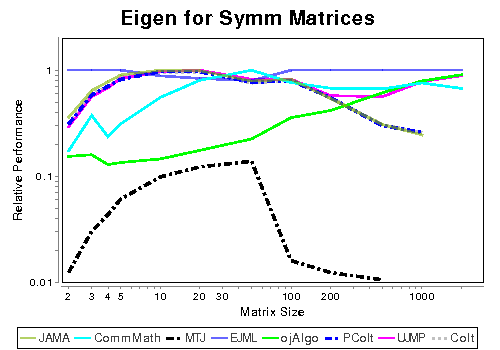 Eigen for Symm Matrices
Relative Performance
1
0.1
0.01
2 3 4 5 10 20 30 100 200 1000
Matrix Size
JAMA CommMath MTJ EJML ojAlgo PColt UJMP Colt